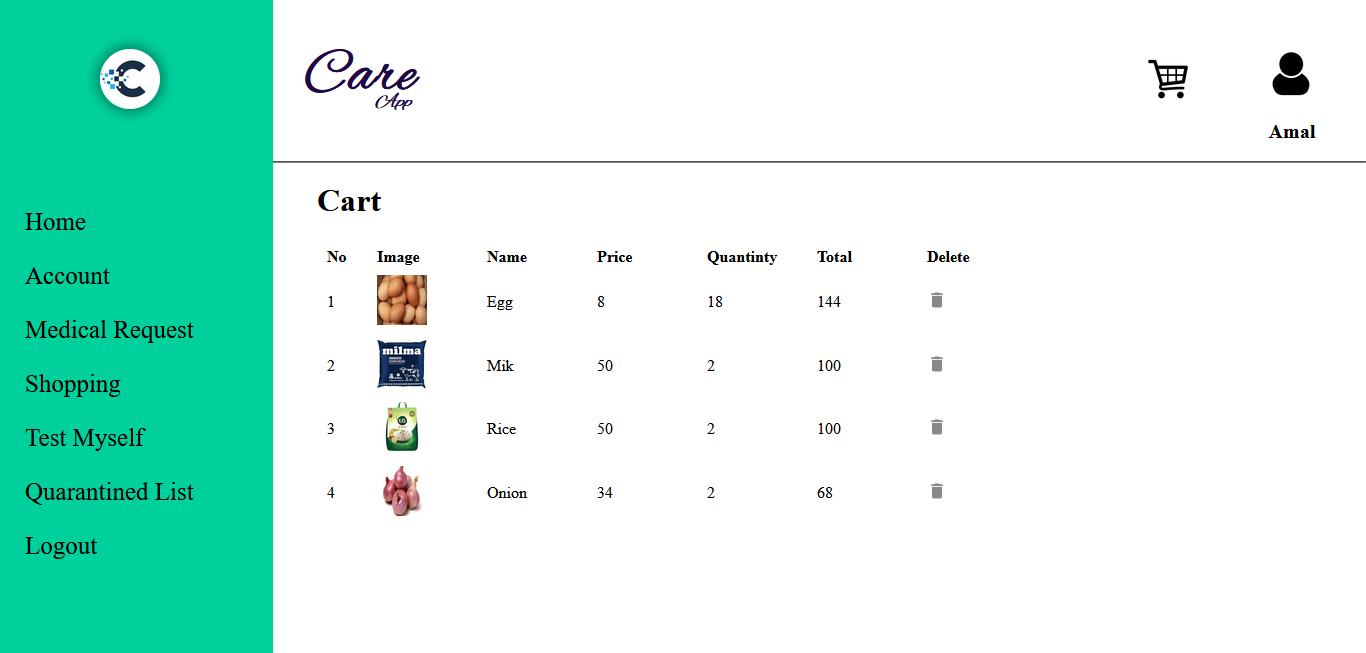 Care
App
Amal
Home
Account
Medical Request
Shopping
Test Myself
Quarantined List
Logout
Cart
No Image Name Price Quantinty Total Delete
1 Egg 8 18 144
milma
2 Mik 50 2 100
3 Rice 50 2 100
4 Onion 34 2 68